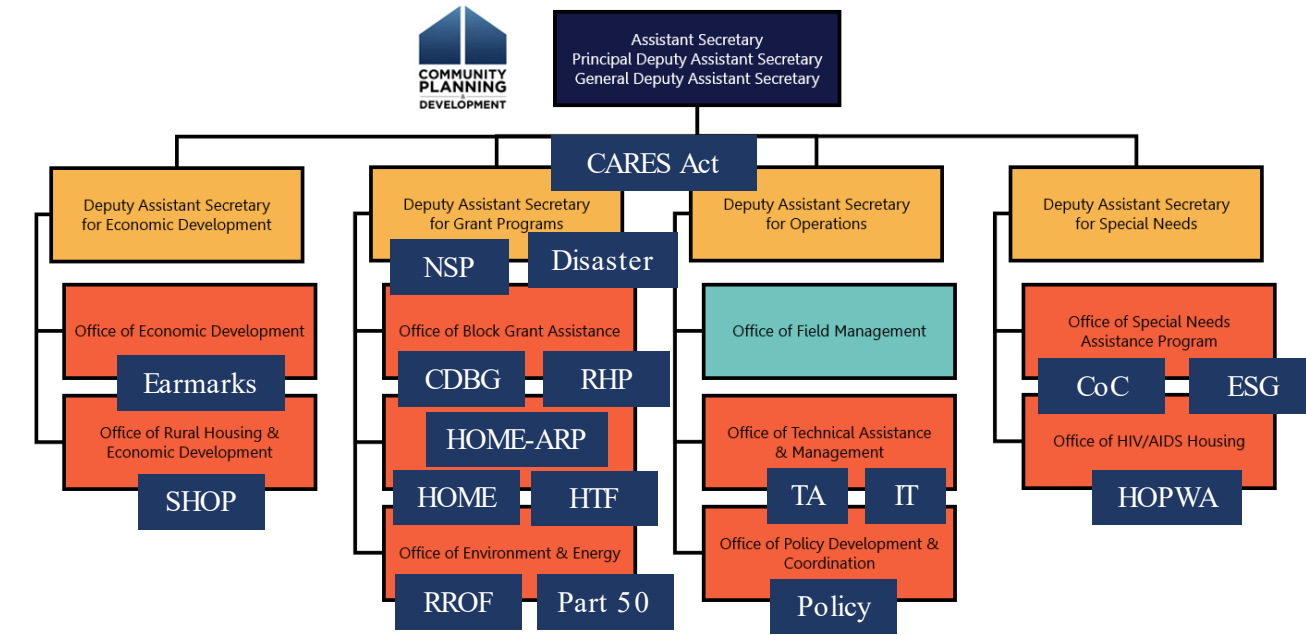 COMMUNITY
PLANNING
&
DEVELOPMENT
Assistant Secretary
Principal Deputy Assistant Secretary
General Deputy Assistant Secretary
CARES Act
Deputy Assistant Secretary
for Economic Development
Office of Economic Development
Earmarks
Office of Rural Housing &
Economic Development
SHOP
Deputy Assistant Secretary
for Grant Programs
NSP
Disaster
Office of Block Grant Assistance
CDBG
RHP
HOME-ARP
HOME
HTF
Office of Environment & Energy
RROF
Part 50
Deputy Assistant Secretary
for Operations
Office of Field Management
Office of Technical Assistance
& Management
TA
IT
Office of Policy Development &
Coordination
Policy
Deputy Assistant Secretary
for Special Needs
Office of Special Needs
Assistance Program
CoC
ESG
Office of HIV/AIDS Housing
HOPWA